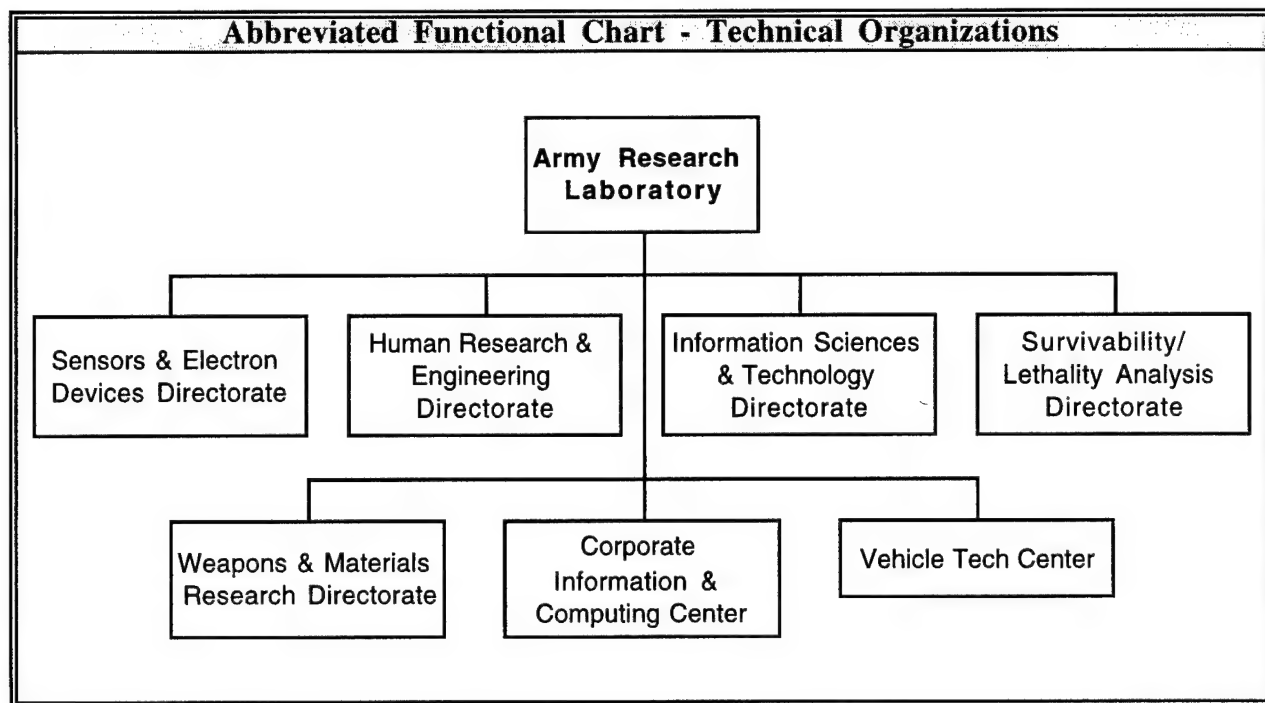 Abbreviated Functional Chart - Technical Organizations
Army Research
Laboratory
Sensors & Electron
Devices Directorate
Human Research &
Engineering
Directorate
Information Sciences
& Technology
Directorate
Survivability/
Lethality Analysis
Directorate
Weapons & Materials
Research Directorate
Corporate
Information &
Computing Center
Vehicle Tech Center